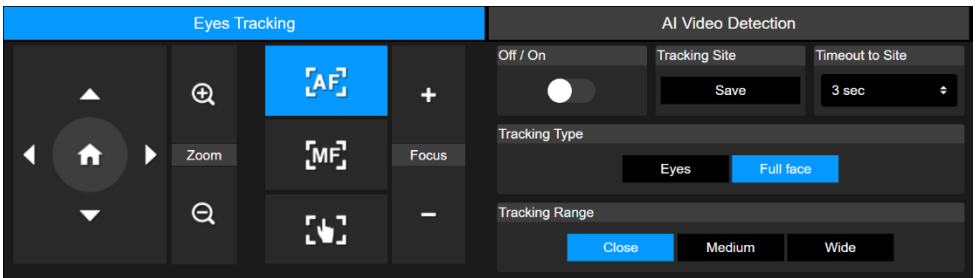 Eyes Tracking
AI Video Detection
Off / On
Tracking Site
Timeout to Site
Save
3 sec
AF
Zoom
MF
Focus
Tracking Type
Eyes
Full face
Tracking Range
Close
Medium
Wide